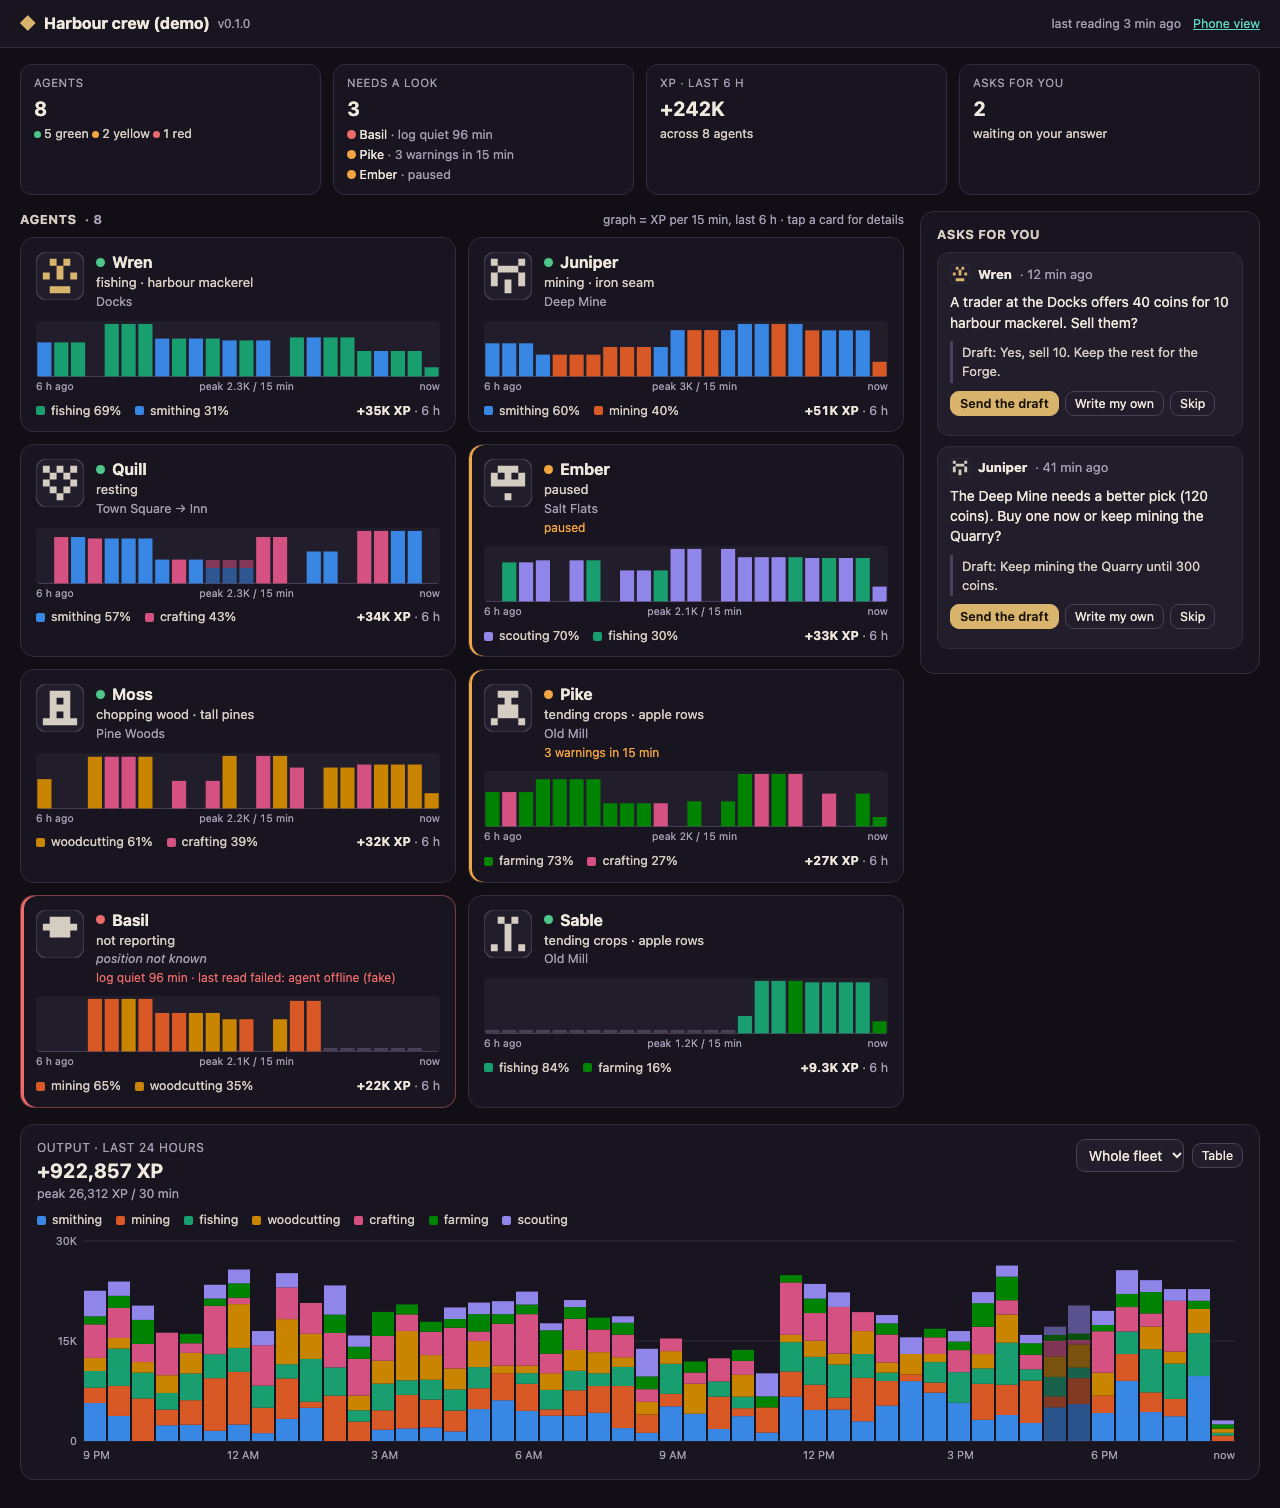 Harbour crew (demo) v0.1.0
last reading 3 min ago Phone view
AGENTS
8
5 green 2 yellow 1 red
NEEDS A LOOK
3
Basil · log quiet 96 min
Pike · 3 warnings in 15 min
Ember · paused
XP · LAST 6 H
+242K
across 8 agents
ASKS FOR YOU
2
waiting on your answer
AGENTS · 8
graph = XP per 15 min, last 6 h · tap a card for details
Wren
fishing · harbour mackerel
Docks
6 h ago peak 2.3K / 15 min now
fishing 69% smithing 31% +35K XP · 6 h
Juniper
mining · iron seam
Deep Mine
6 h ago peak 3K / 15 min now
smithing 60% mining 40% +51K XP · 6 h
Quill
resting
Town Square → Inn
6 h ago peak 2.3K / 15 min now
smithing 57% crafting 43% +34K XP · 6 h
Ember
paused
Salt Flats
paused
6 h ago peak 2.1K / 15 min now
scouting 70% fishing 30% +33K XP · 6 h
Moss
chopping wood · tall pines
Pine Woods
6 h ago peak 2.2K / 15 min now
woodcutting 61% crafting 39% +32K XP · 6 h
Pike
tending crops · apple rows
Old Mill
3 warnings in 15 min
6 h ago peak 2K / 15 min now
farming 73% crafting 27% +27K XP · 6 h
Basil
not reporting
position not known
log quiet 96 min · last read failed: agent offline (fake)
6 h ago peak 2.1K / 15 min now
mining 65% woodcutting 35% +22K XP · 6 h
Sable
tending crops · apple rows
Old Mill
6 h ago peak 1.2K / 15 min now
fishing 84% farming 16% +9.3K XP · 6 h
ASKS FOR YOU
Wren · 12 min ago
A trader at the Docks offers 40 coins for 10
harbour mackerel. Sell them?
Draft: Yes, sell 10. Keep the rest for the
Forge.
Send the draft Write my own Skip
Juniper · 41 min ago
The Deep Mine needs a better pick (120
coins). Buy one now or keep mining the
Quarry?
Draft: Keep mining the Quarry until 300
coins.
Send the draft Write my own Skip
OUTPUT · LAST 24 HOURS
+922,857 XP
peak 26,312 XP / 30 min
Whole fleet Table
smithing mining fishing woodcutting crafting farming scouting
30K
15K
0
9 PM 12 AM 3 AM 6 AM 9 AM 12 PM 3 PM 6 PM now